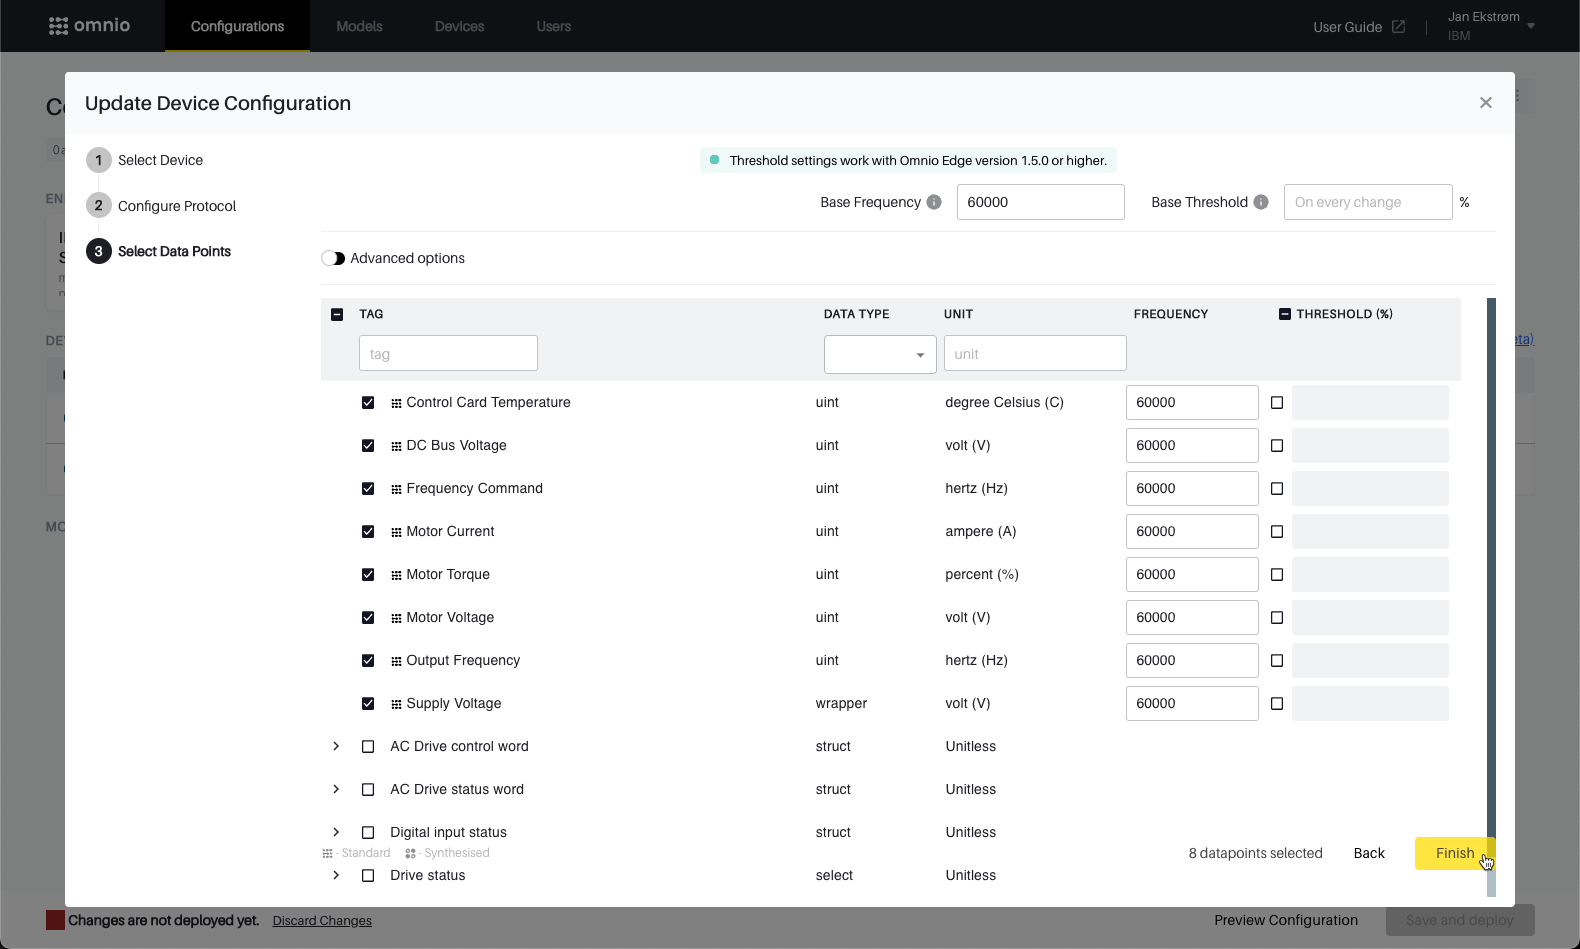 omnio
Configurations
Models
Devices
Users
User Guide
Jan Ekstrøm
IBM
Update Device Configuration
1 Select Device
2 Configure Protocol
3 Select Data Points
Threshold settings work with Omnio Edge version 1.5.0 or higher.
Base Frequency 60000 Base Threshold On every change %
Advanced options
TAG DATA TYPE UNIT FREQUENCY THRESHOLD (%)
tag unit
Control Card Temperature uint degree Celsius (C) 60000
DC Bus Voltage uint volt (V) 60000
Frequency Command uint hertz (Hz) 60000
Motor Current uint ampere (A) 60000
Motor Torque uint percent (%) 60000
Motor Voltage uint volt (V) 60000
Output Frequency uint hertz (Hz) 60000
Supply Voltage wrapper volt (V) 60000
AC Drive control word struct Unitless
AC Drive status word struct Unitless
Digital input status struct Unitless
- Standard - Synthesised 8 datapoints selected Back Finish
Drive status select Unitless
Changes are not deployed yet. Discard Changes Preview Configuration Save and deploy